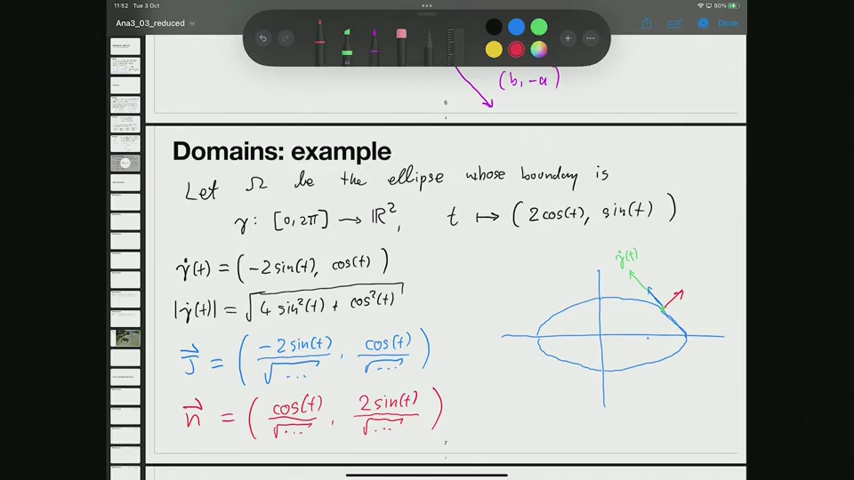 11:52 Tue 3 Oct
80%
Ana3_03_reduced
Done
(b, -a)
6
Domains: example
Let Ω be the ellipse whose boundary is
γ: [0,2π] → ℝ², t ↦ (2cos(t), sin(t))
γ̇(t) = (-2sin(t), cos(t))
γ̇(t)
|γ̇(t)| = √(4 sin²(t) + cos²(t))
= (-2sin(t)/√..., cos(t)/√...)
n⃗ = (cos(t)/√..., 2sin(t)/√...)
7